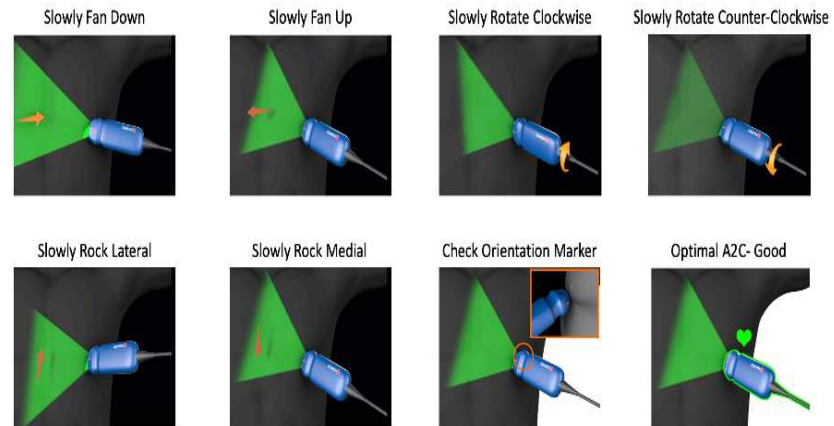 Slowly Fan Down
Slowly Fan Up
Slowly Rotate Clockwise
Slowly Rotate Counter-Clockwise
Slowly Rock Lateral
Slowly Rock Medial
Check Orientation Marker
Optimal A2C- Good